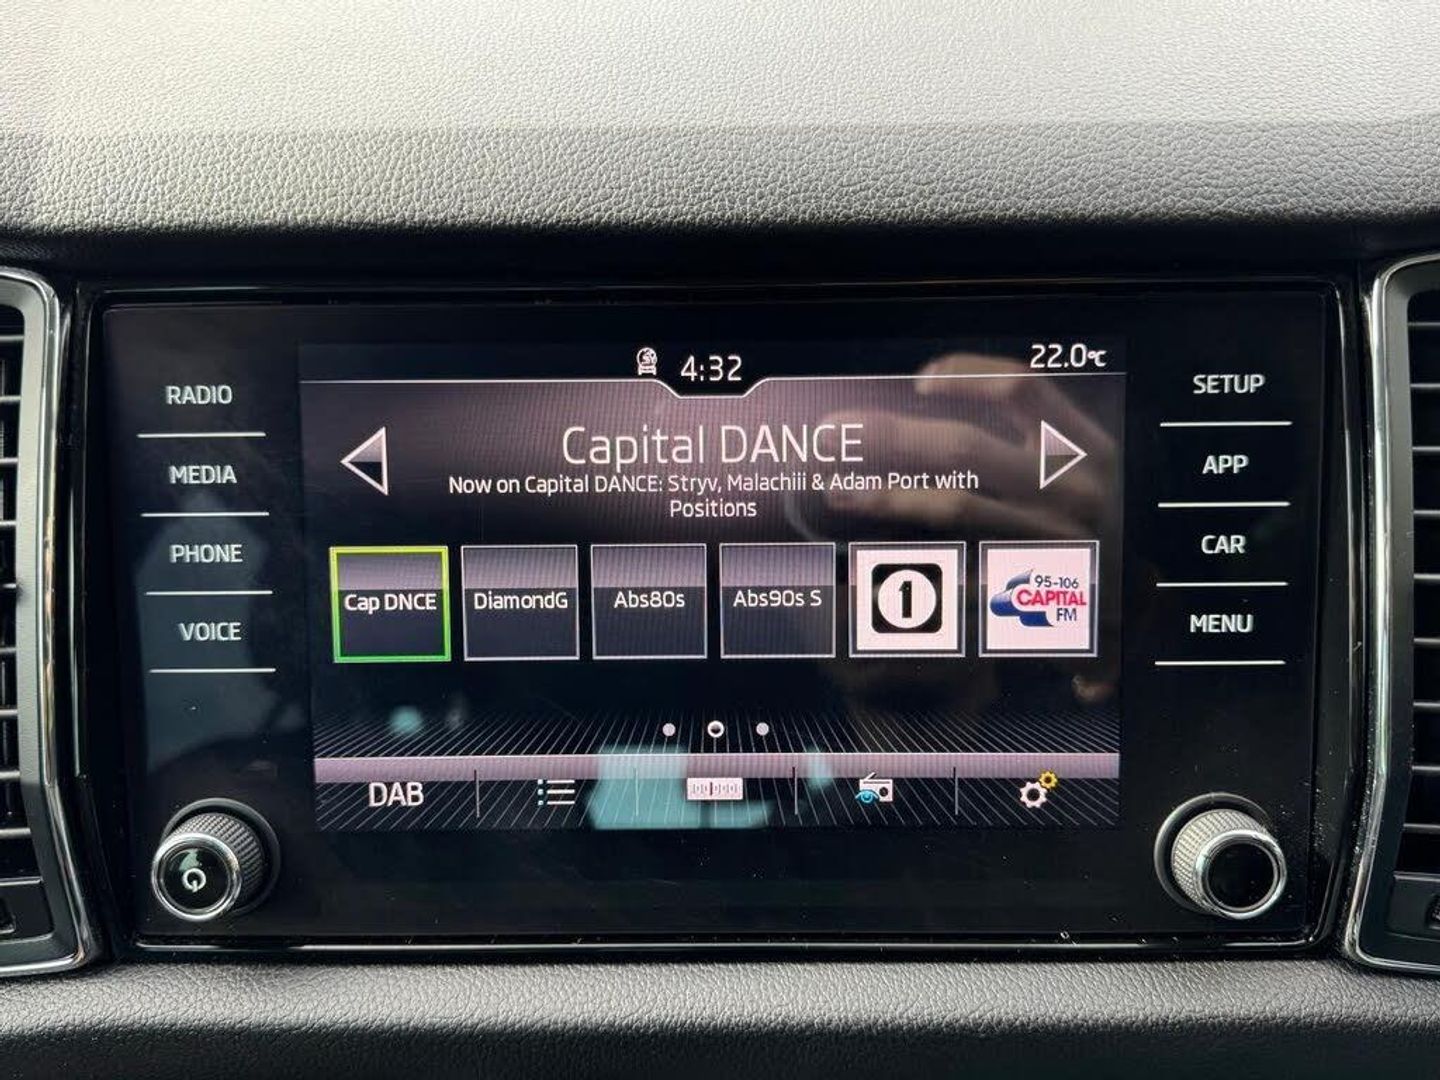 4:32
22.0°C
RADIO
MEDIA
PHONE
VOICE
Capital DANCE
Now on Capital DANCE: Stryv, Malachiii & Adam Port with
Positions
Cap DNCE
DiamondG
Abs80s
Abs90s S
1
95-106
CAPITAL
FM
DAB
SETUP
APP
CAR
MENU